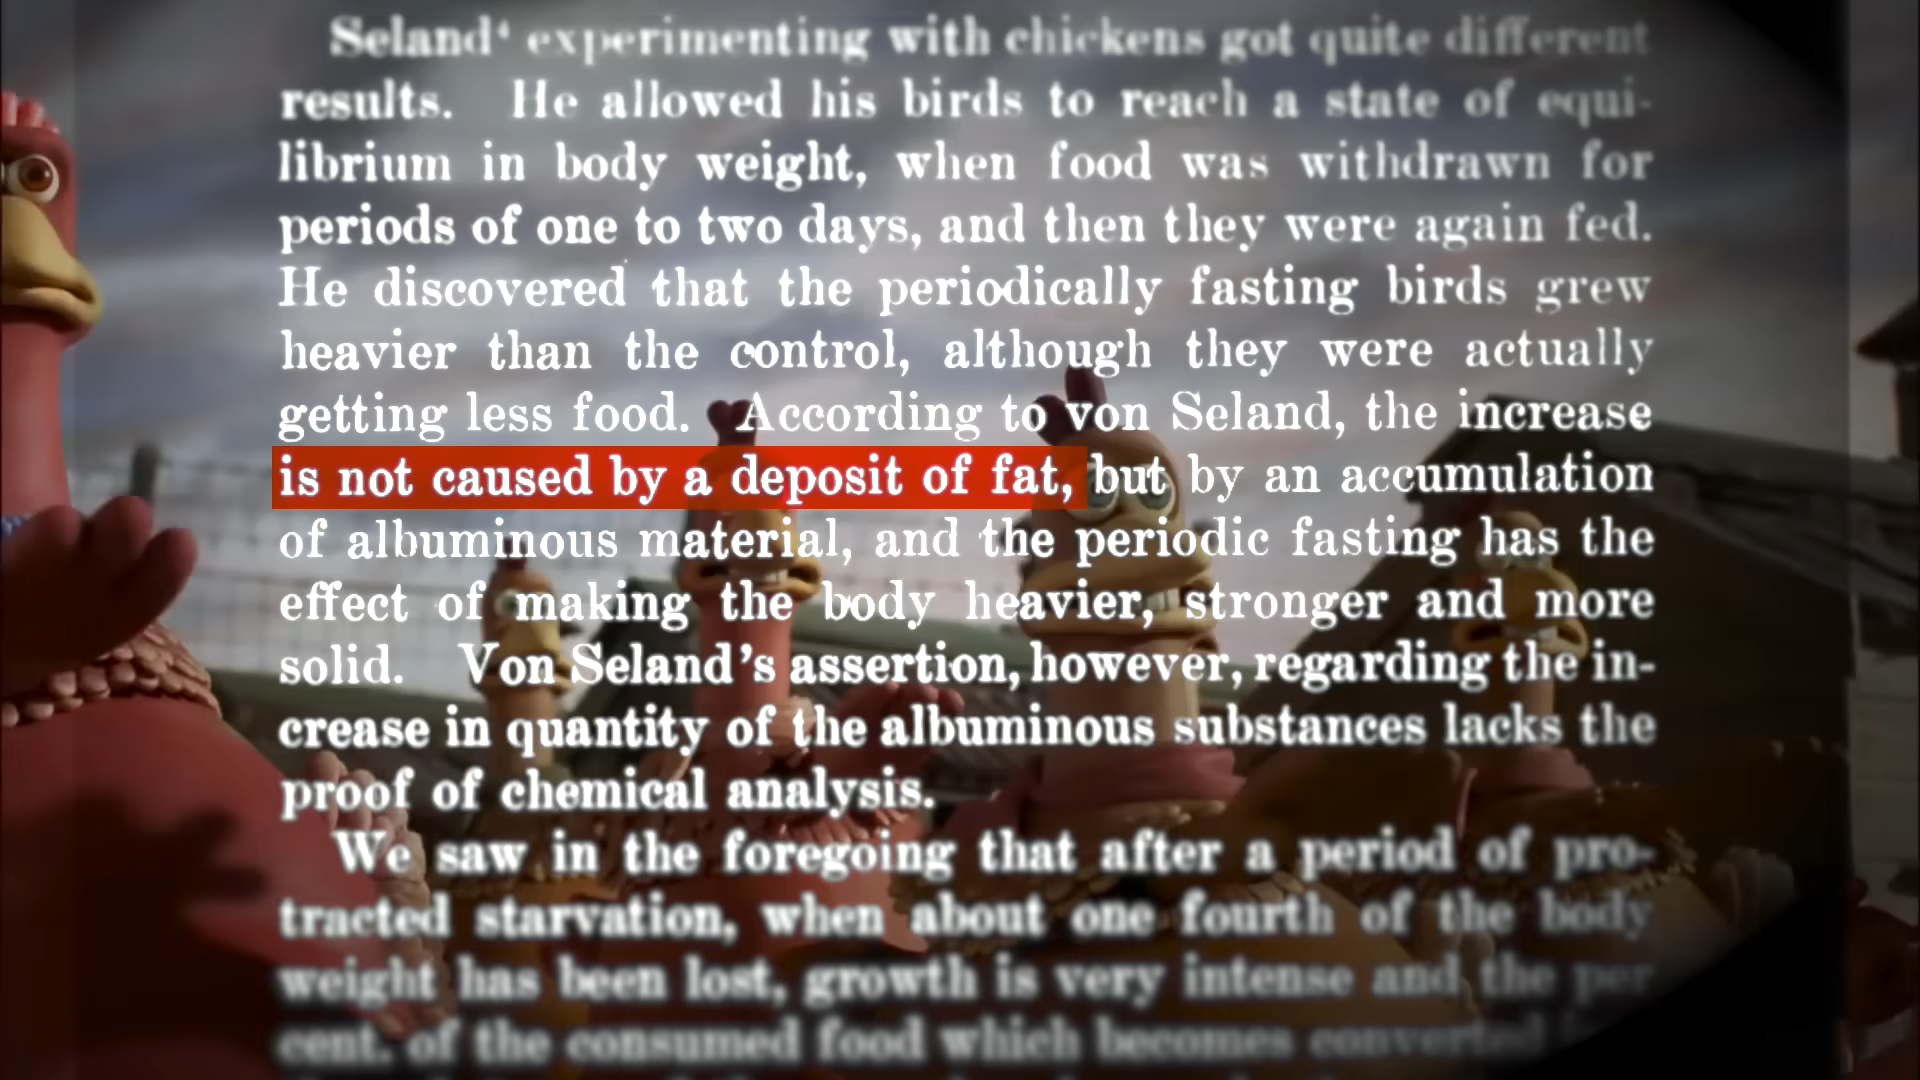 Seland⁴ experimenting with chickens got quite different
results. He allowed his birds to reach a state of equi-
librium in body weight, when food was withdrawn for
periods of one to two days, and then they were again fed.
He discovered that the periodically fasting birds grew
heavier than the control, although they were actually
getting less food. According to von Seland, the increase
is not caused by a deposit of fat, but by an accumulation
of albuminous material, and the periodic fasting has the
effect of making the body heavier, stronger and more
solid. Von Seland's assertion, however, regarding the in-
crease in quantity of the albuminous substances lacks the
proof of chemical analysis.
We saw in the foregoing that after a period of pro-
tracted starvation, when about one fourth of the body
weight has been lost, growth is very intense and the per
cent. of the consumed food which becomes converted